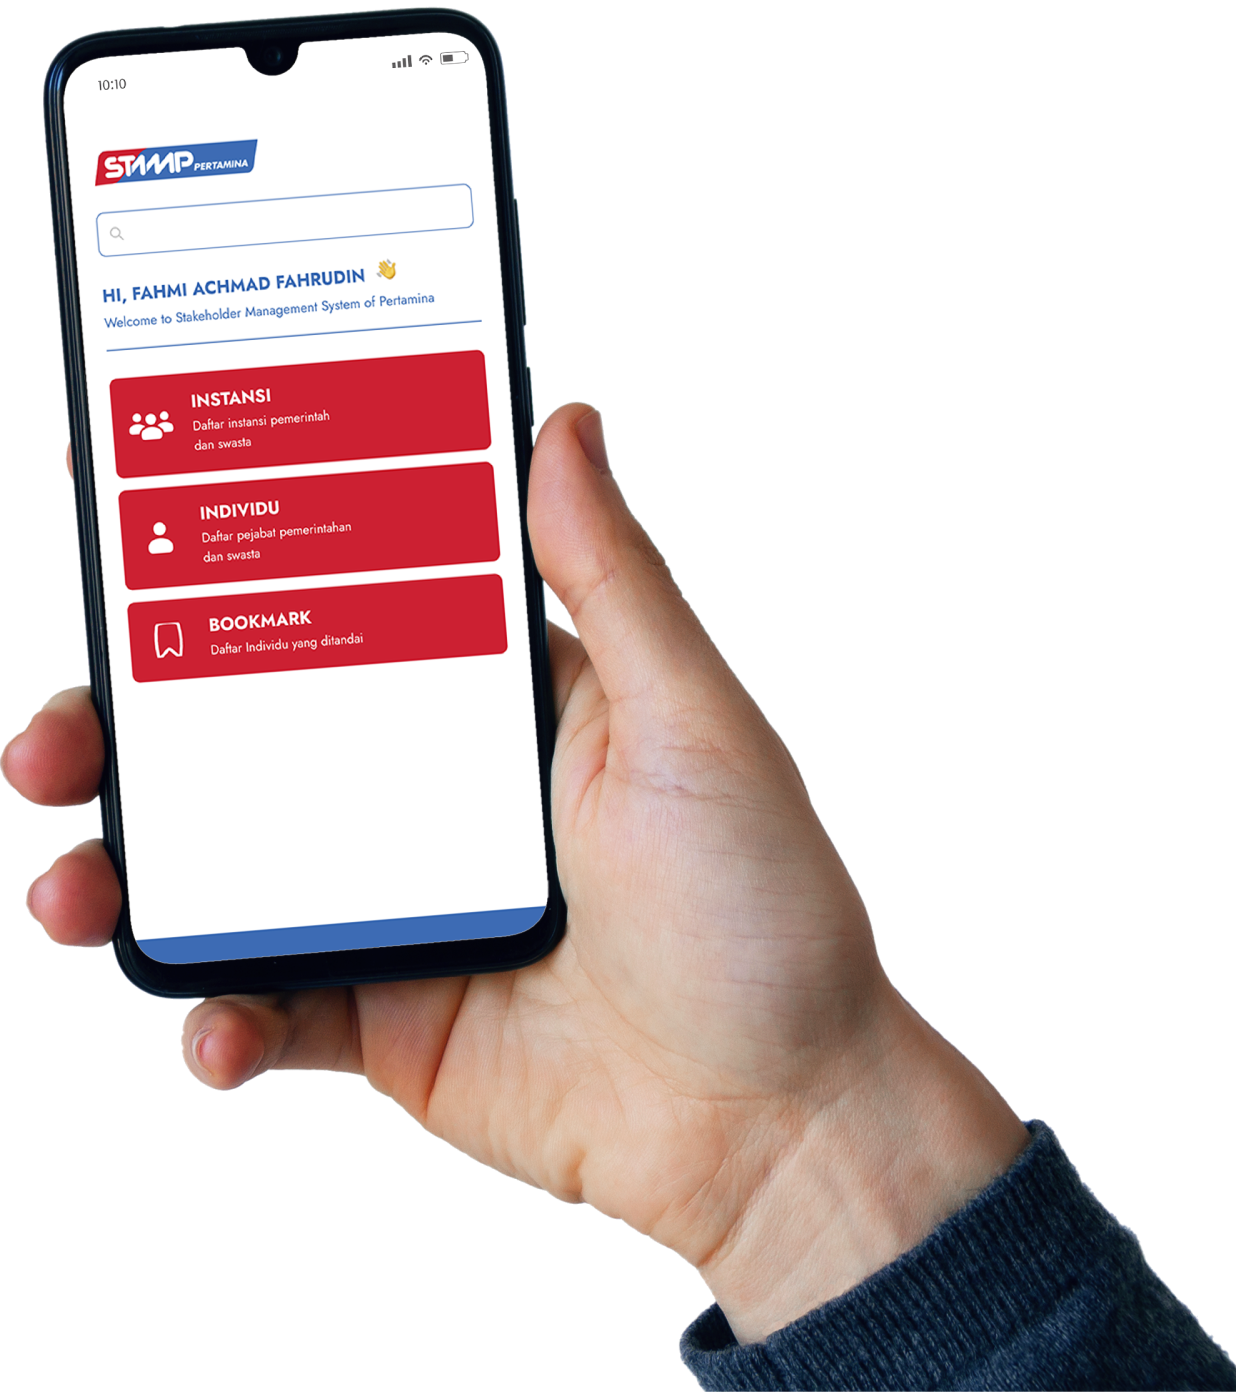 10:10
STAMP PERTAMINA
HI, FAHMI ACHMAD FAHRUDIN 👋
Welcome to Stakeholder Management System of Pertamina
INSTANSI
Daftar instansi pemerintah
dan swasta
INDIVIDU
Daftar pejabat pemerintahan
dan swasta
BOOKMARK
Daftar Individu yang ditandai